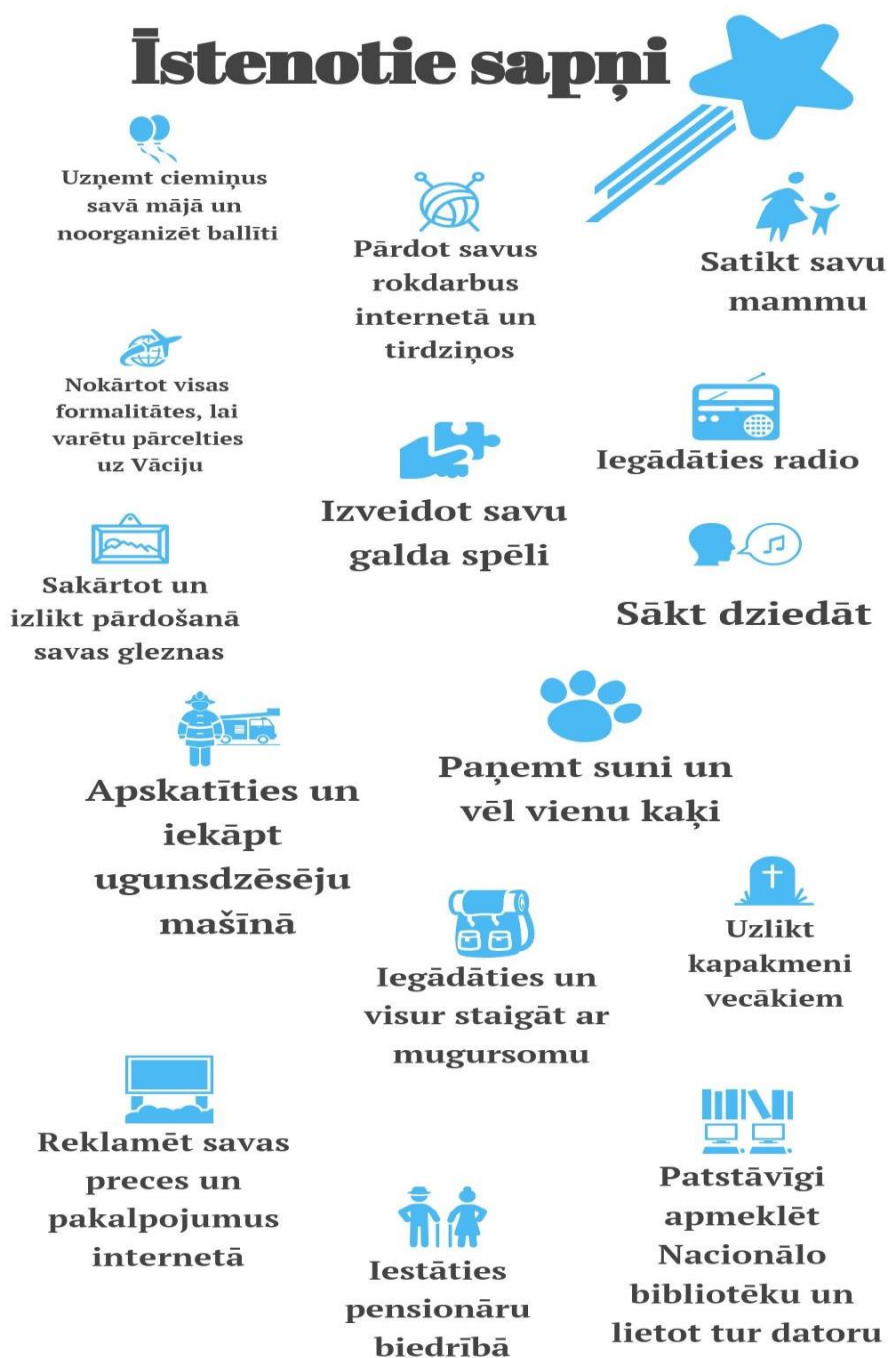 Īstenotie sapņi
Uzņemt ciemiņus
savā mājā un
noorganizēt ballīti
Pārdot savus
rokdarbus
internetā un
tirdziņos
Satikt savu
mammu
Nokārtot visas
formalitātes, lai
varētu pārcelties
uz Vāciju
Izveidot savu
galda spēli
Iegādāties radio
Sakārtot un
izlikt pārdošanā
savas gleznas
Sākt dziedāt
Apskatīties un
iekāpt
ugunsdzēsēju
mašīnā
Paņemt suni un
vēl vienu kaķi
Iegādāties un
visur staigāt ar
mugursomu
Uzlikt
kapakmeni
vecākiem
Reklamēt savas
preces un
pakalpojumus
internetā
Iestāties
pensionāru
biedrībā
Patstāvīgi
apmeklēt
Nacionālo
bibliotēku un
lietot tur datoru